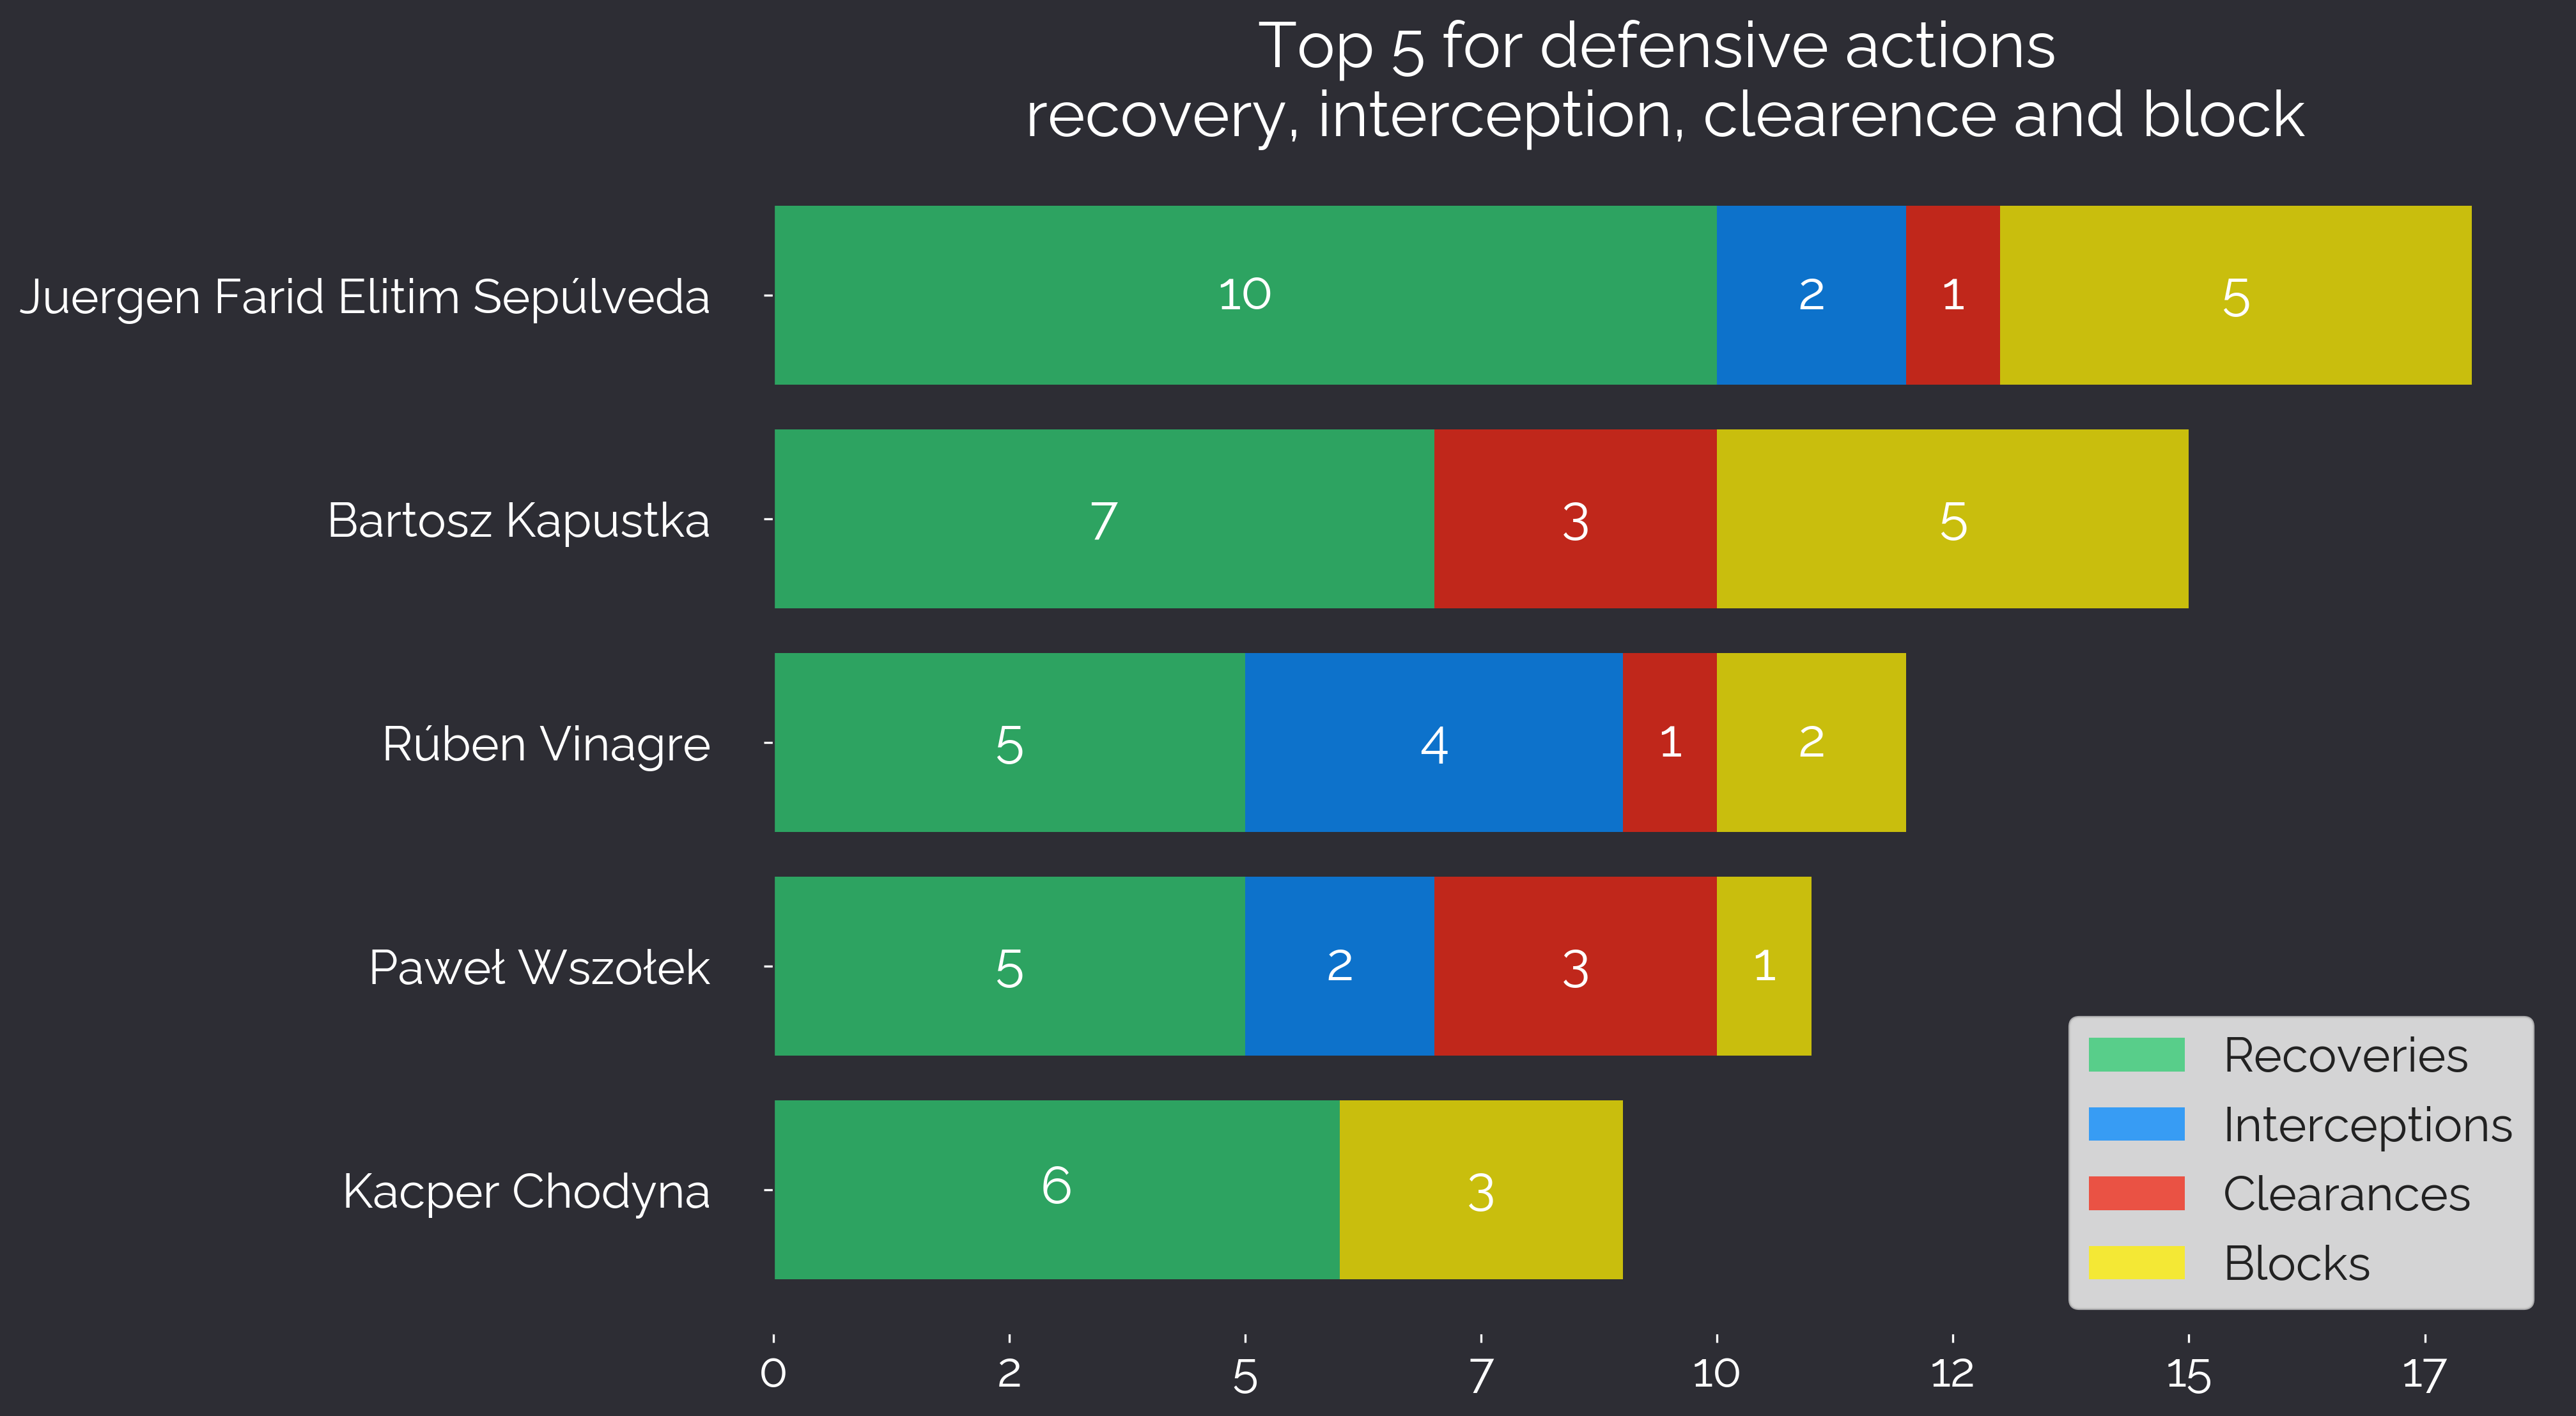 Top 5 for defensive actions
recovery, interception, clearence and block
Juergen Farid Elitim Sepúlveda
10 2 1 5
Bartosz Kapustka
7 3 5
Rúben Vinagre
5 4 1 2
Paweł Wszołek
5 2 3 1
Kacper Chodyna
6 3
Recoveries
Interceptions
Clearances
Blocks
0 2 5 7 10 12 15 17